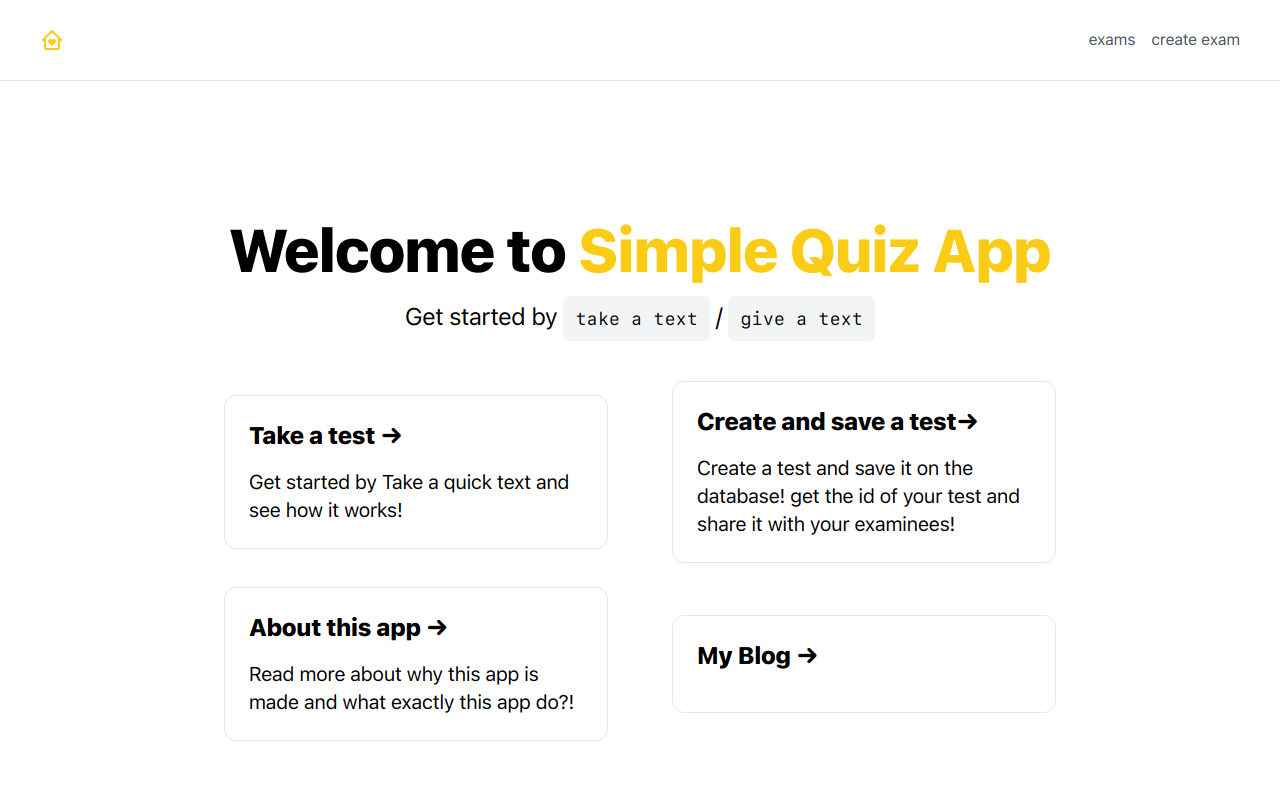 exams create exam
Welcome to Simple Quiz App
Get started by take a text / give a text
Take a test →
Get started by Take a quick text and
see how it works!
Create and save a test→
Create a test and save it on the
database! get the id of your test and
share it with your examinees!
About this app →
Read more about why this app is
made and what exactly this app do?!
My Blog →